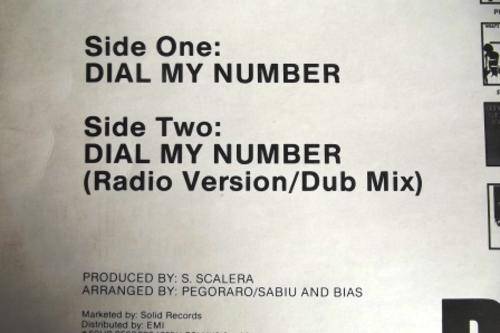 Side One:
DIAL MY NUMBER
Side Two:
DIAL MY NUMBER
(Radio Version/Dub Mix)
PRODUCED BY: S. SCALERA
ARRANGED BY: PEGORARO/SABIU AND BIAS
Marketed by: Solid Records
Distributed by: EMI